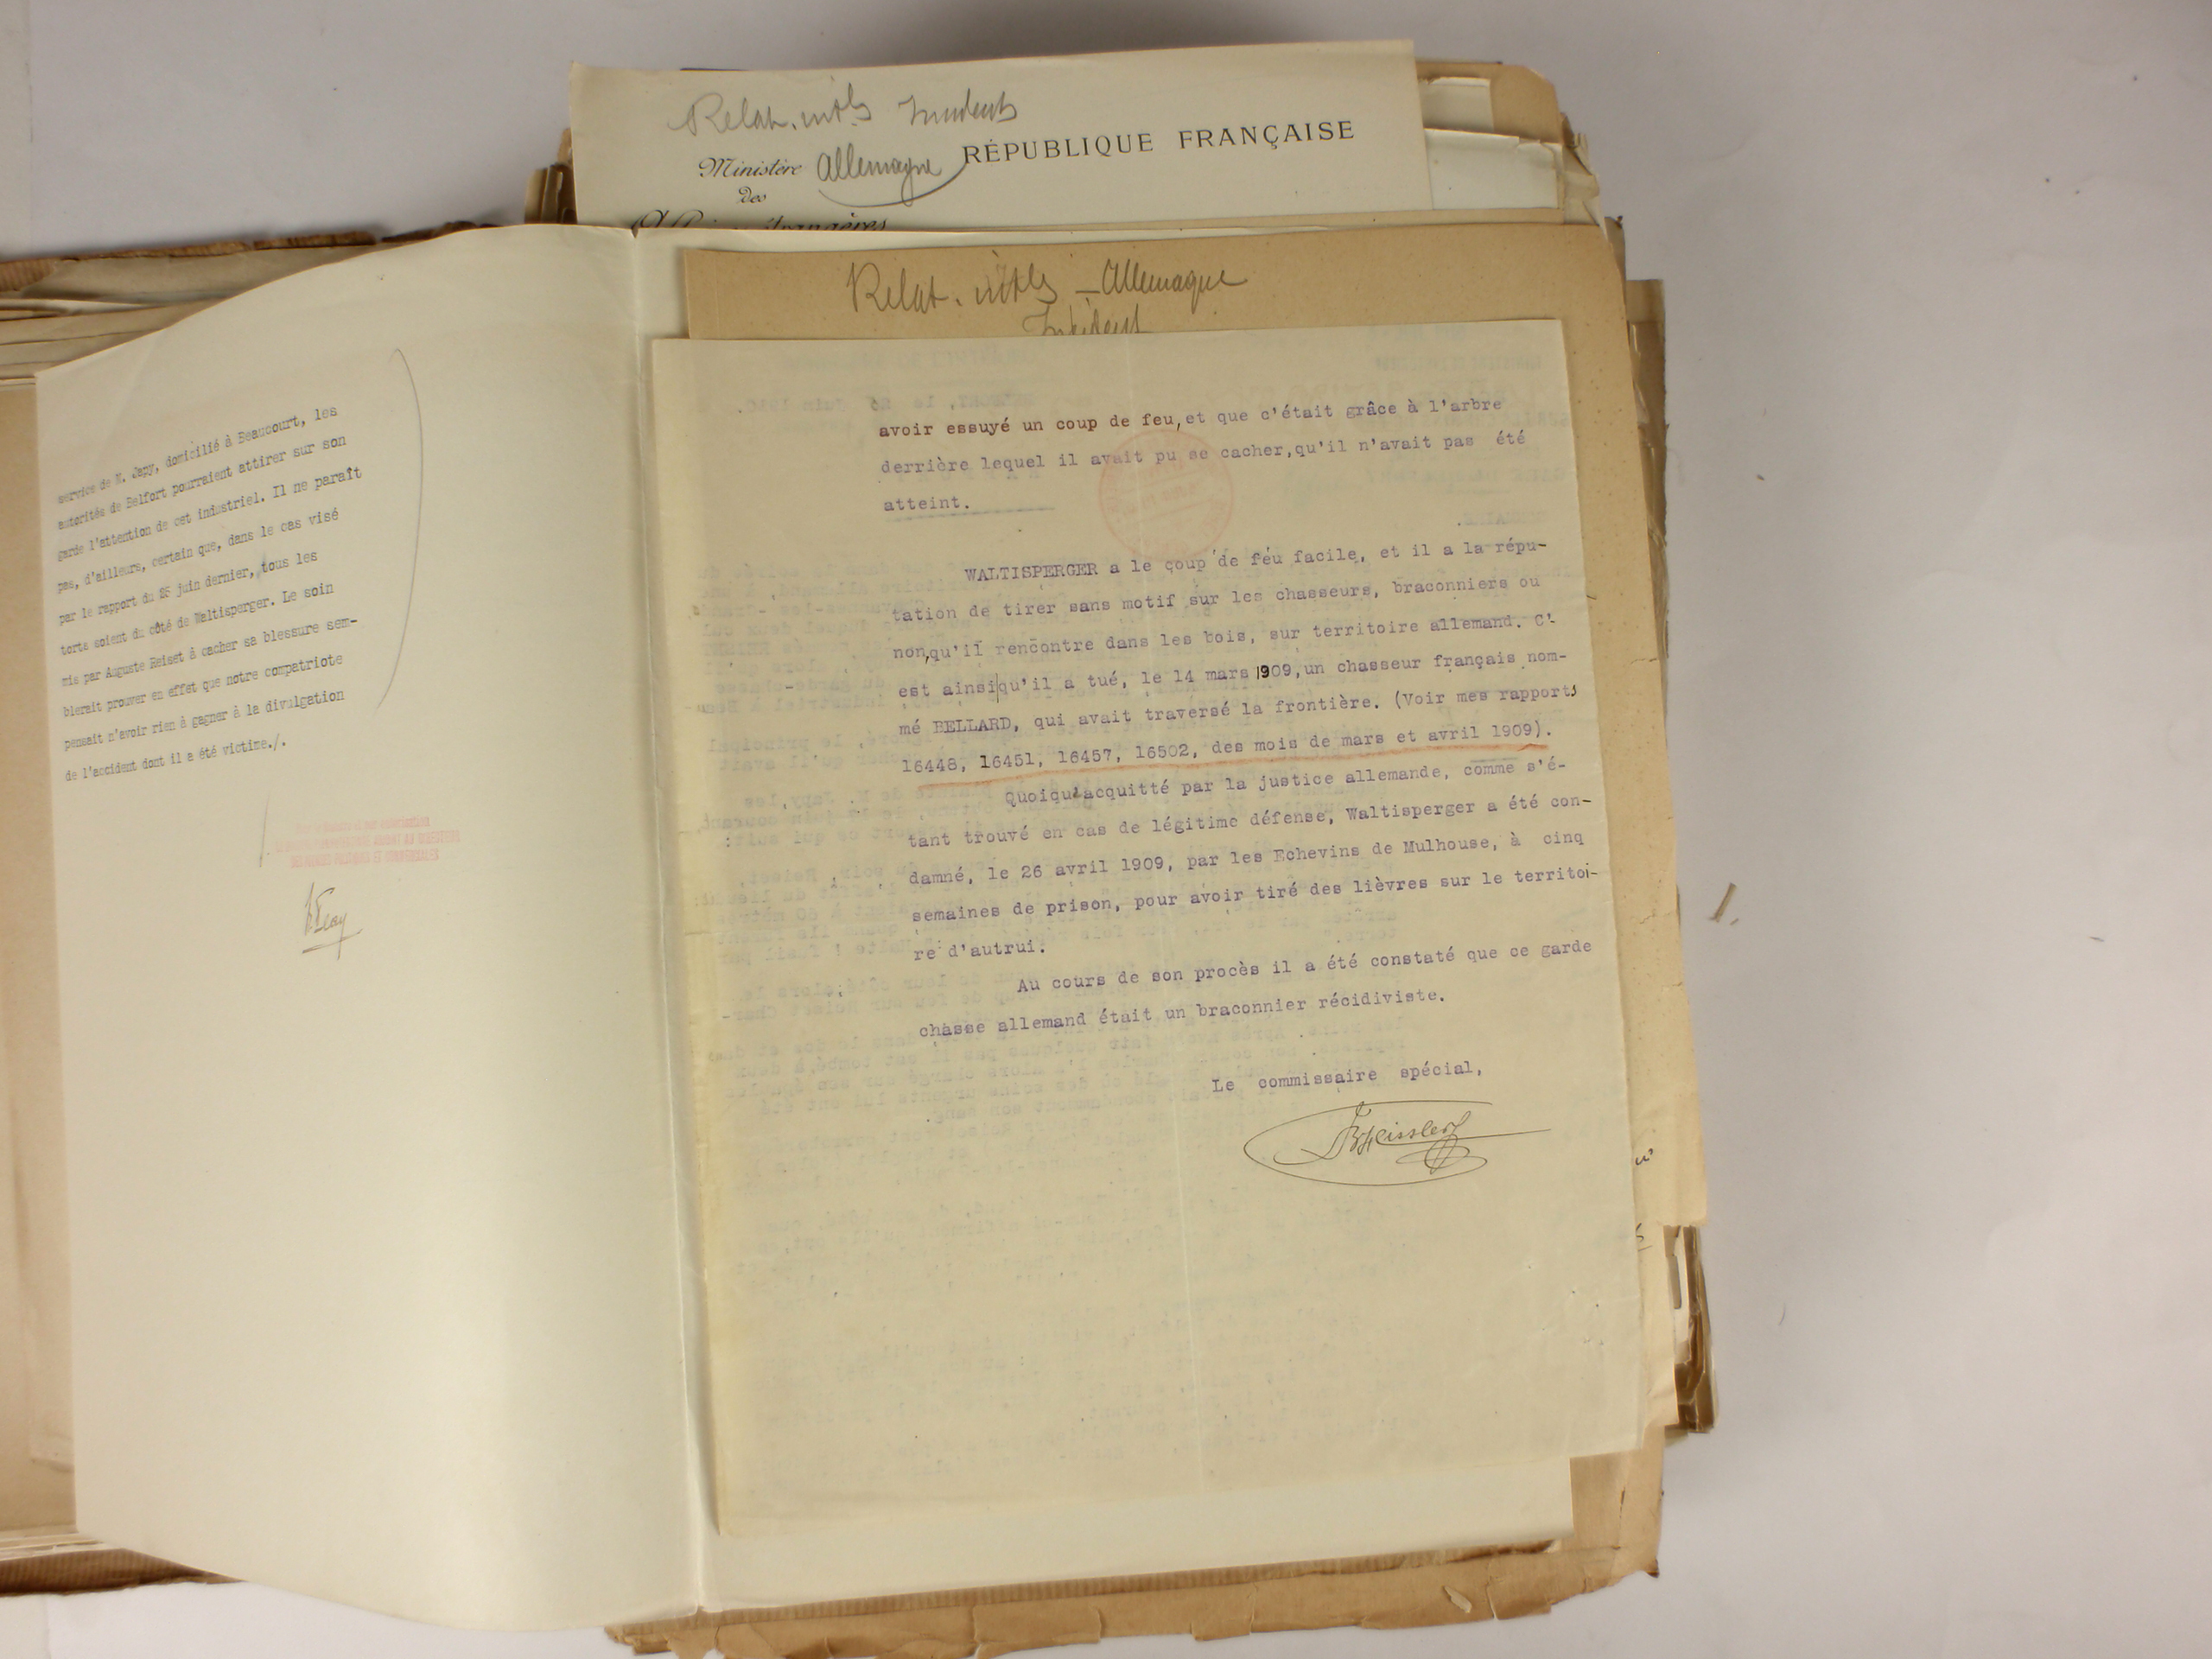 Relat. intles Incidents
RÉPUBLIQUE FRANÇAISE
Ministère Allemagne
des
Relat. intles - Allemagne
Incident
service de M. Japy, domicilié à Beaucourt, les
autorités de Belfort pourraient attirer sur son
garde l'attention de cet industriel. Il ne paraît
pas, d'ailleurs, certain que, dans le cas visé
par le rapport du 25 juin dernier, tous les
torts soient du côté de Waltisperger. Le soin
mis par Auguste Reiset à cacher sa blessure sem-
blerait prouver en effet que notre compatriote
pensait n'avoir rien à gagner à la divulgation
de l'accident dont il a été victime./.
avoir essuyé un coup de feu, et que c'était grâce à l'arbre
derrière lequel il avait pu se cacher, qu'il n'avait pas été
atteint.
WALTISPERGER a le coup de feu facile, et il a la répu-
tation de tirer sans motif sur les chasseurs, braconniers ou
non, qu'il rencontre dans les bois, sur territoire allemand. C'-
est ainsi qu'il a tué, le 14 mars 1909, un chasseur français nom-
mé BELLARD, qui avait traversé la frontière. (Voir mes rapports
16448, 16451, 16457, 16502, des mois de mars et avril 1909).
Quoiqu'acquitté par la justice allemande, comme s'é-
tant trouvé en cas de légitime défense, Waltisperger a été con-
damné, le 26 avril 1909, par les Echevins de Mulhouse, à cinq
semaines de prison, pour avoir tiré des lièvres sur le territoi-
re d'autrui.
Au cours de son procès il a été constaté que ce garde
chasse allemand était un braconnier récidiviste.
Le commissaire spécial,